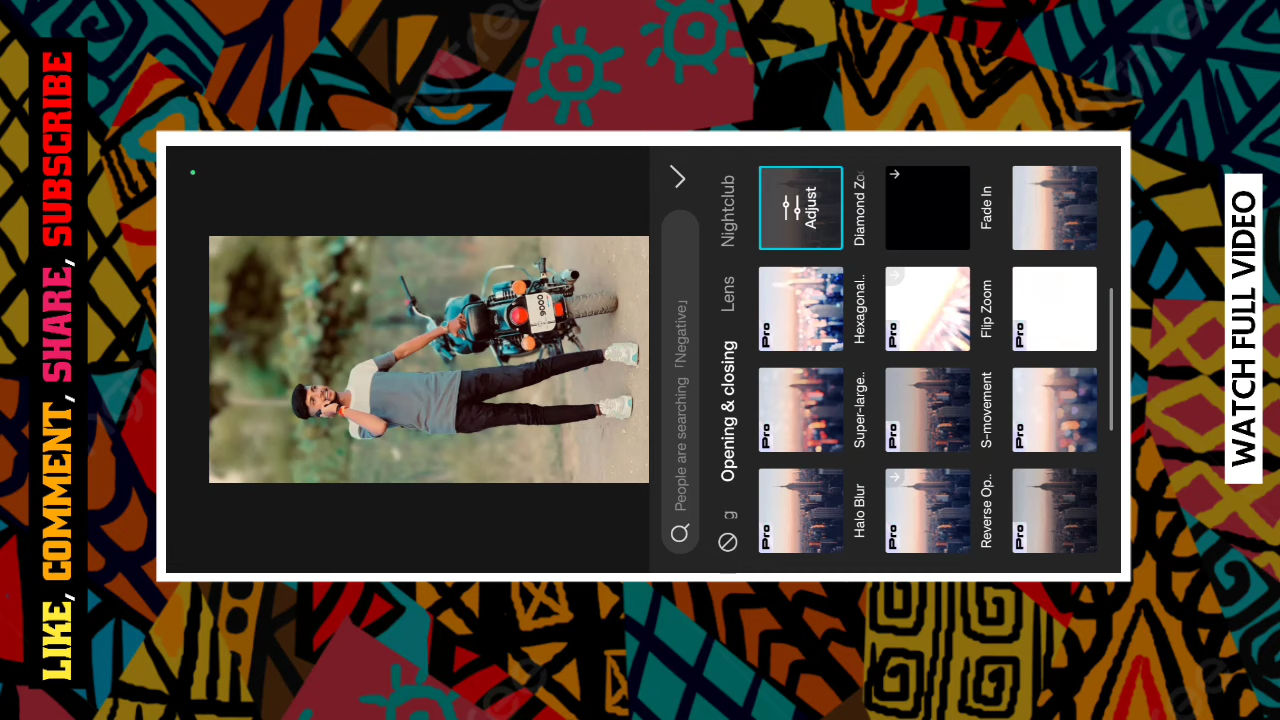 LIKE, COMMENT, SHARE, SUBSCRIBE
People are searching「Negative」
g Opening & closing Lens Nightclub
Pro Pro Pro Adjust
Halo Blur Super-large.. Hexagonal.. Diamond Zo
Pro Pro Pro
Reverse Op.. S-movement Flip Zoom Fade In
Pro Pro Pro
WATCH FULL VIDEO